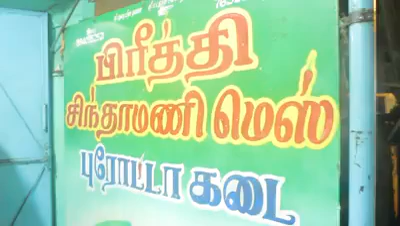 பிரீத்தி
சிந்தாமணி மெஸ்
புரோட்டா கடை